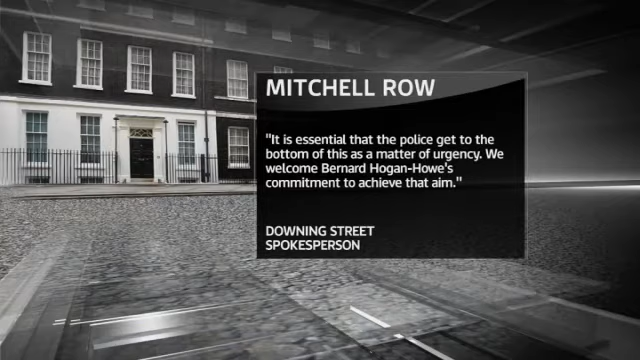 MITCHELL ROW
"It is essential that the police get to the
bottom of this as a matter of urgency. We
welcome Bernard Hogan-Howe's
commitment to achieve that aim."
DOWNING STREET
SPOKESPERSON